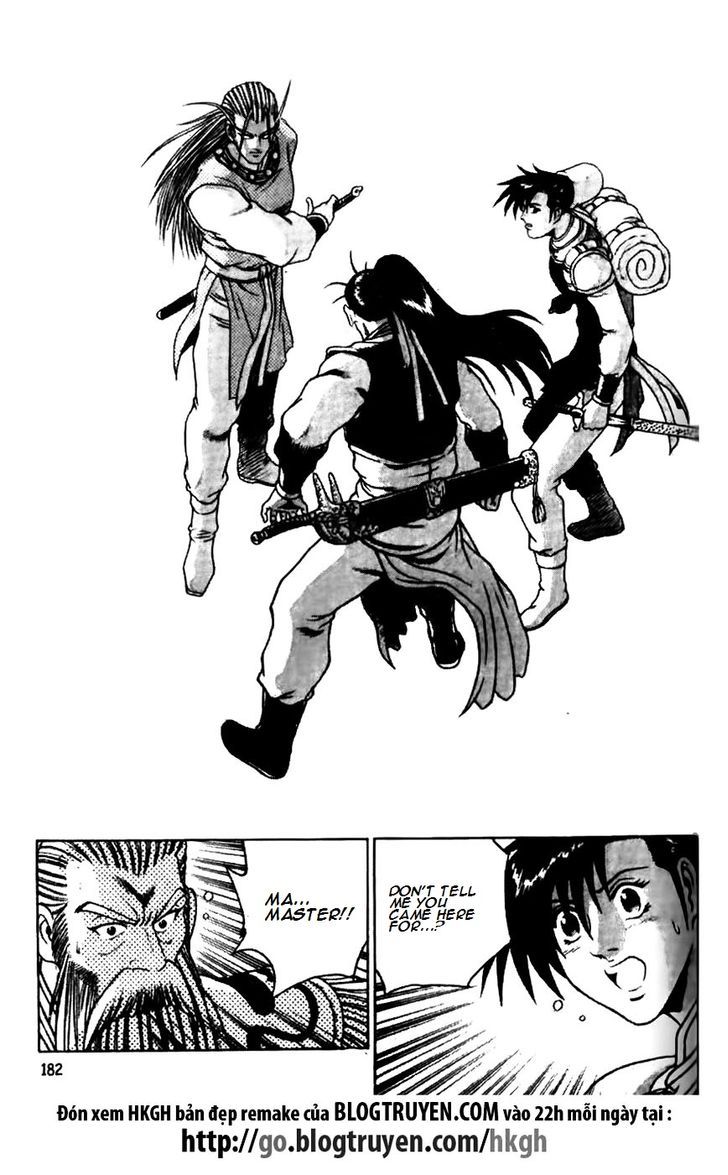 MA...
MASTER!!
DON'T TELL
ME YOU
CAME HERE
FOR...?
182
Đón xem HKGH bản đẹp remake của BLOGTRUYEN.COM vào 22h mỗi ngày tại :
http://go.blogtruyen.com/hkgh